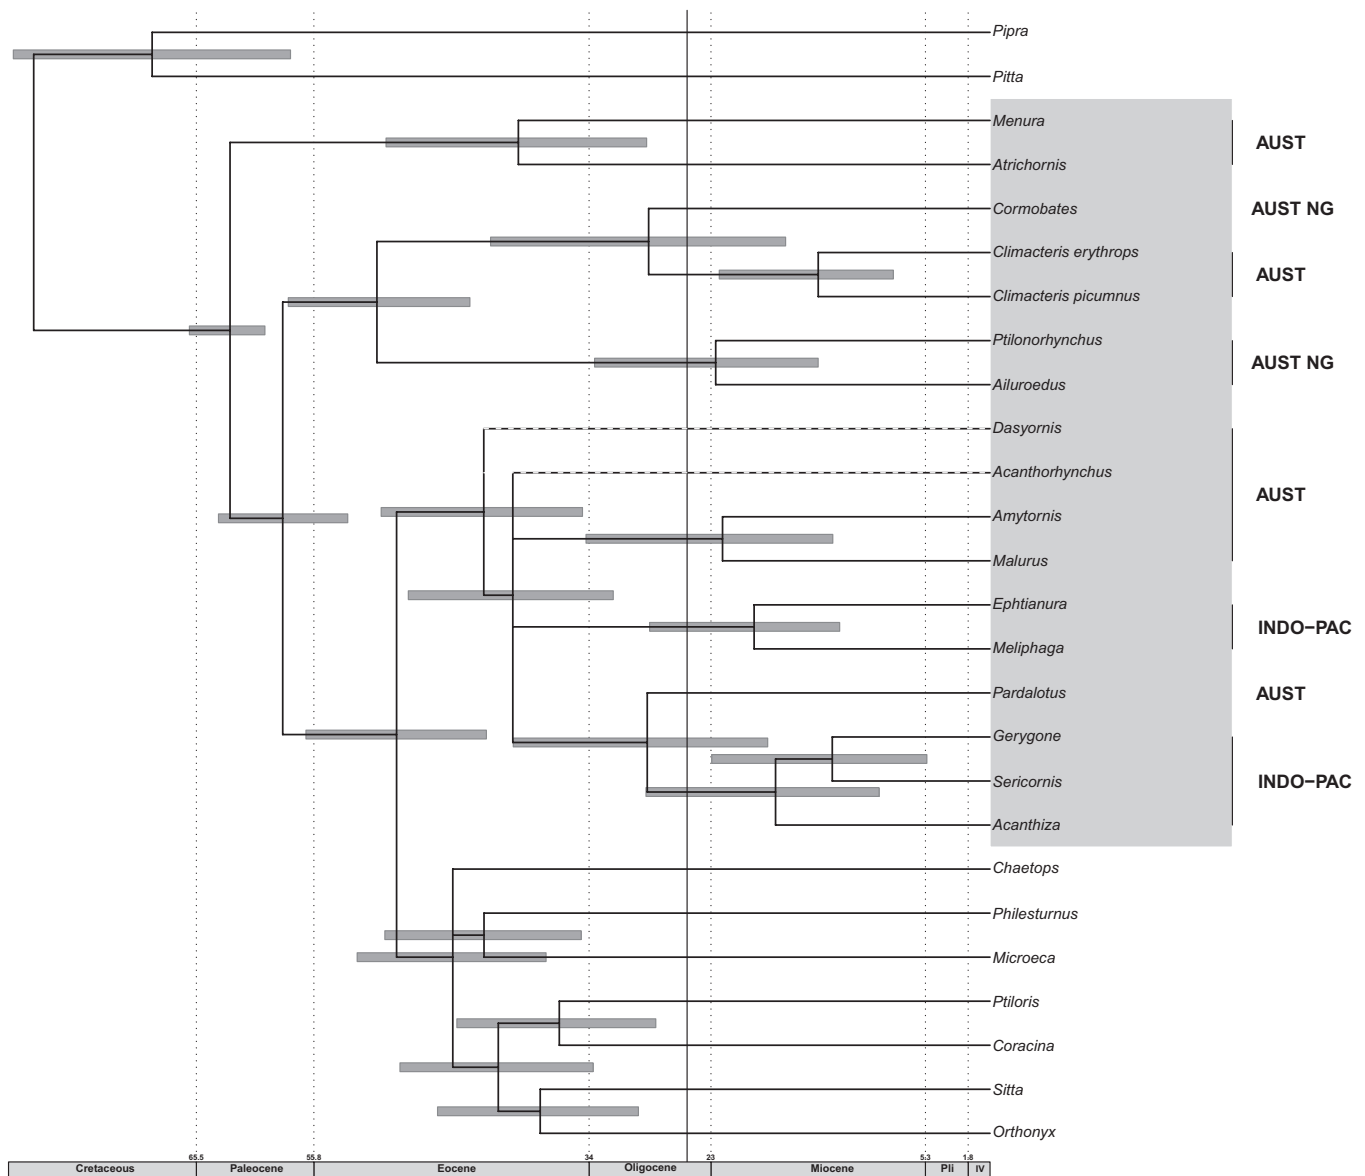 Pipra
Pitta
Menura
AUST
Atrichornis
Cormobates
AUST NG
Climacteris erythrops
AUST
Climacteris picumnus
Ptilonorhynchus
AUST NG
Ailuroedus
Dasyornis
Acanthorhynchus
AUST
Amytornis
Malurus
Ephtianura
INDO−PAC
Meliphaga
Pardalotus
AUST
Gerygone
Sericornis
INDO−PAC
Acanthiza
Chaetops
Philesturnus
Microeca
Ptiloris
Coracina
Sitta
Orthonyx
65.5 55.8 34 23 5.3 1.8
Cretaceous Paleocene Eocene Oligocene Miocene Pli IV